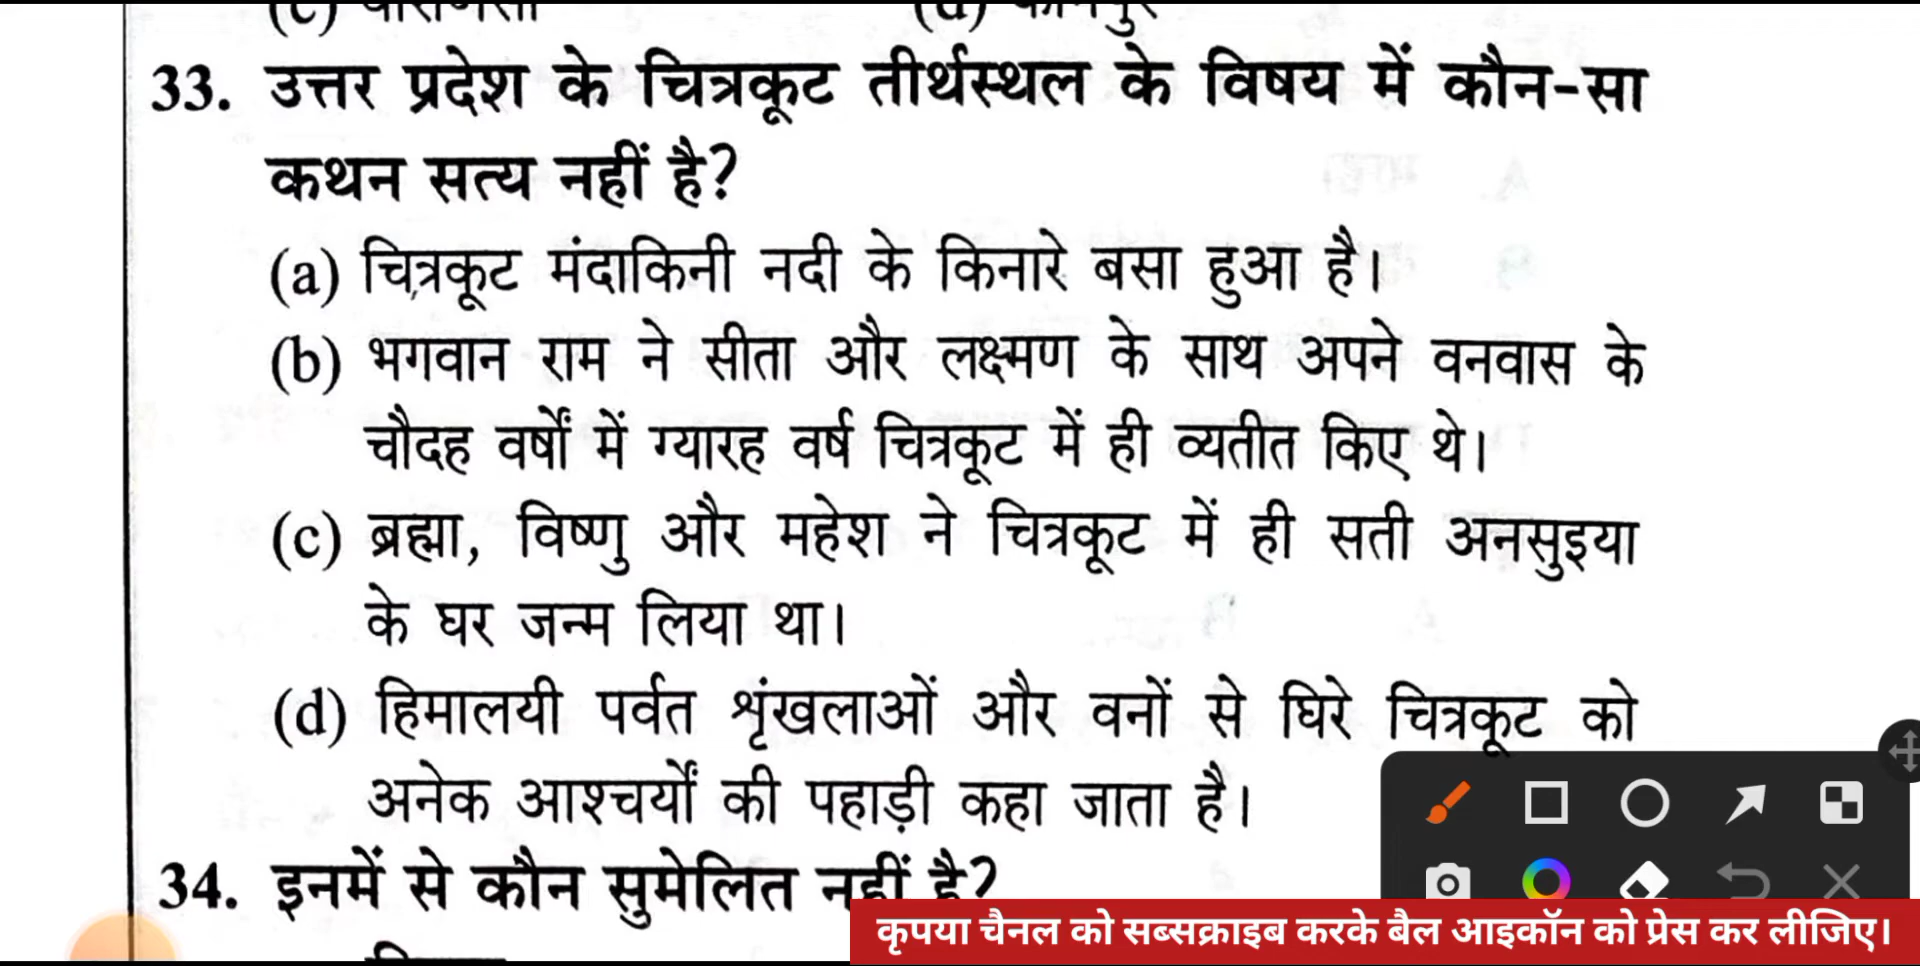 33. उत्तर प्रदेश के चित्रकूट तीर्थस्थल के विषय में कौन-सा
कथन सत्य नहीं है?
(a) चित्रकूट मंदाकिनी नदी के किनारे बसा हुआ है।
(b) भगवान राम ने सीता और लक्ष्मण के साथ अपने वनवास के
चौदह वर्षों में ग्यारह वर्ष चित्रकूट में ही व्यतीत किए थे।
(c) ब्रह्मा, विष्णु और महेश ने चित्रकूट में ही सती अनसुइया
के घर जन्म लिया था।
(d) हिमालयी पर्वत शृंखलाओं और वनों से घिरे चित्रकूट को
अनेक आश्चर्यों की पहाड़ी कहा जाता है।
34. इनमें से कौन सुमेलित नहीं है?
कृपया चैनल को सब्सक्राइब करके बैल आइकॉन को प्रेस कर लीजिए।